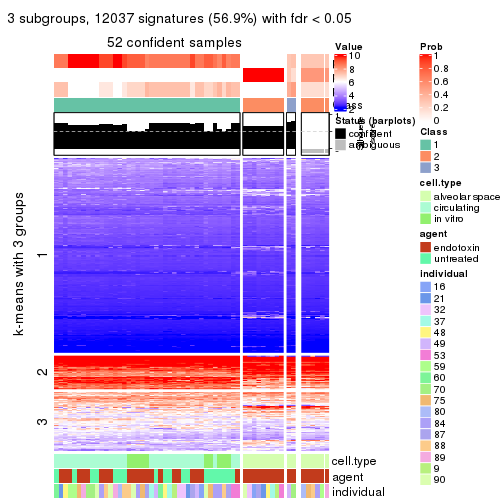 3 subgroups, 12037 signatures (56.9%) with fdr < 0.05
52 confident samples
k-means with 3 groups
1
2
3
Value
10
8
6
4
2
Status (barplots)
confident
ambiguous
Prob
1
0.8
0.6
0.4
0.2
0
Class
1
2
3
cell.type
alveolar space
circulating
in vitro
agent
endotoxin
untreated
individual
16
21
32
37
48
49
53
59
60
70
75
80
84
87
88
89
9
90
cell.type
agent
individual